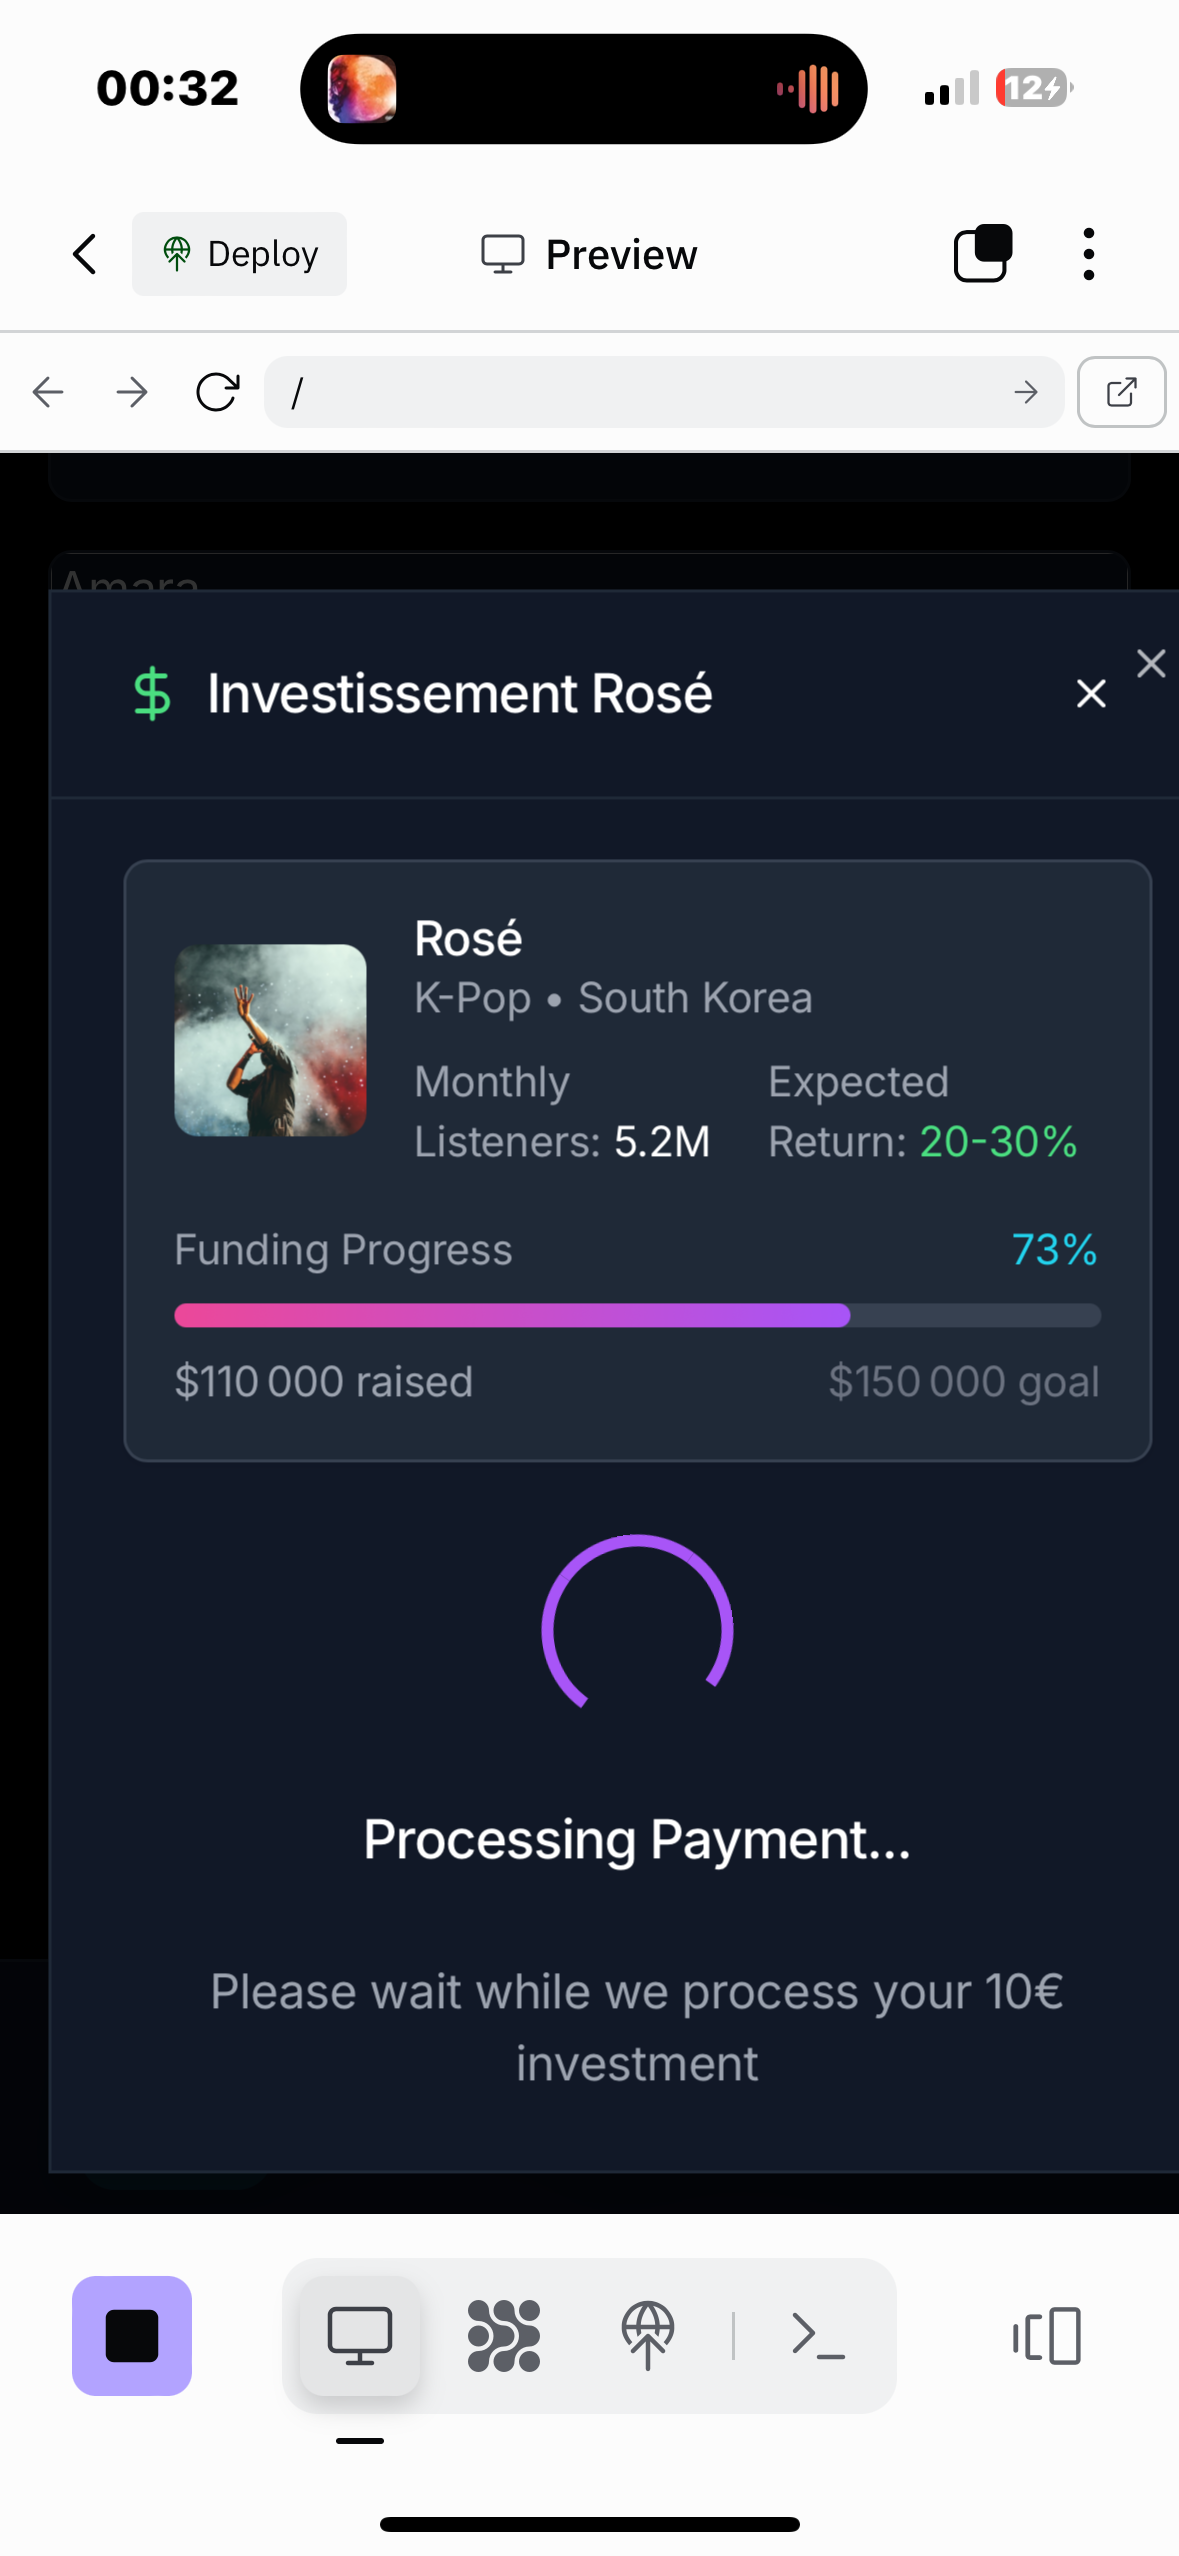 00:32
12
Deploy
Preview
/
Amara
$ Investissement Rosé
Rosé
K-Pop • South Korea
Monthly
Listeners: 5.2M
Expected
Return: 20-30%
Funding Progress
73%
$110 000 raised
$150 000 goal
Processing Payment...
Please wait while we process your 10€
investment